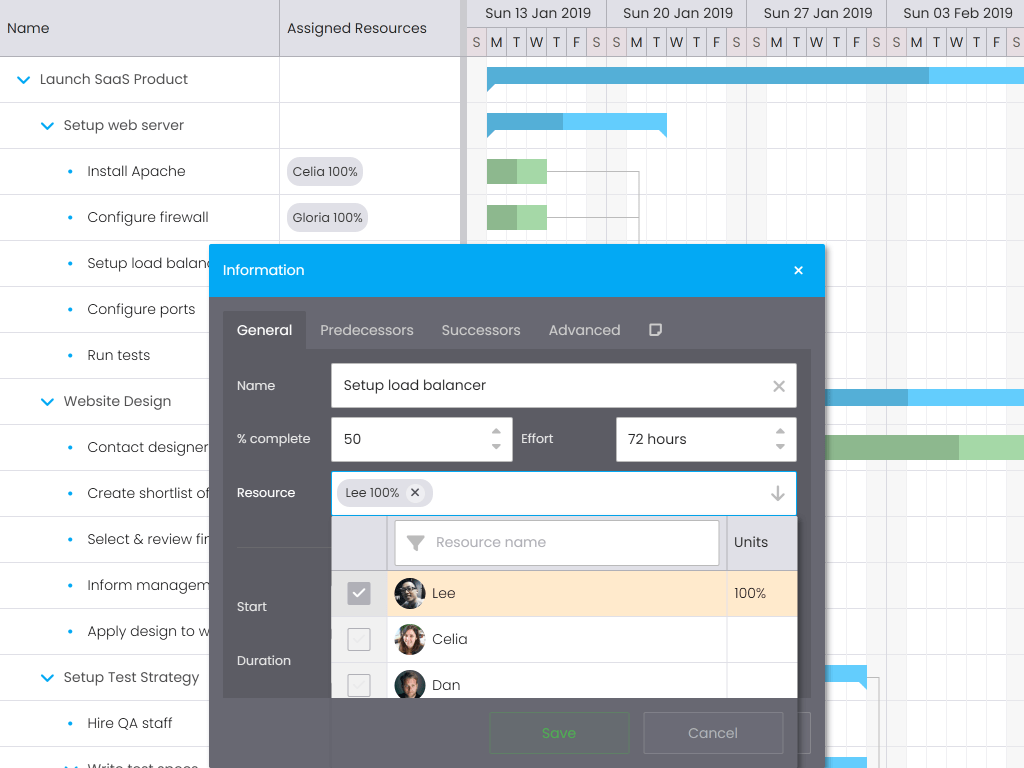 Name
Assigned Resources
Sun 13 Jan 2019
Sun 20 Jan 2019
Sun 27 Jan 2019
Sun 03 Feb 2019
S M T W T F S S M T W T F S S M T W T F S S M T W T F S
Launch SaaS Product
Setup web server
Install Apache
Celia 100%
Configure firewall
Gloria 100%
Setup load balanc
Configure ports
Run tests
Website Design
Contact designer
Create shortlist of
Select & review fin
Inform managem
Apply design to w
Setup Test Strategy
Hire QA staff
Write test specs
Information
General
Predecessors
Successors
Advanced
Name
Setup load balancer
% complete
50
Effort
72 hours
Resource
Lee 100%
Resource name
Units
Lee
100%
Celia
Dan
Start
Duration
Save
Cancel